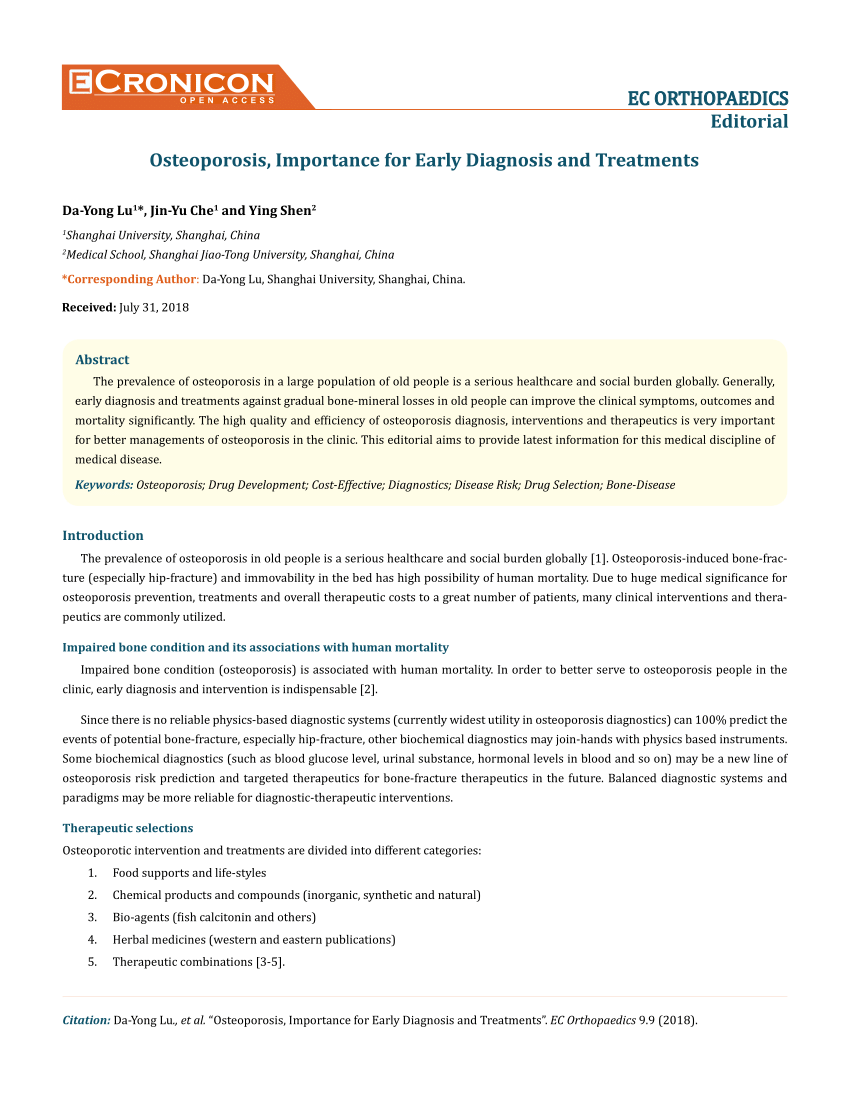 ECRONICON
OPEN ACCESS
EC ORTHOPAEDICS
Editorial
Osteoporosis, Importance for Early Diagnosis and Treatments
Da-Yong Lu1*, Jin-Yu Che1 and Ying Shen2
1Shanghai University, Shanghai, China
2Medical School, Shanghai Jiao-Tong University, Shanghai, China
*Corresponding Author: Da-Yong Lu, Shanghai University, Shanghai, China.
Received: July 31, 2018
Abstract
The prevalence of osteoporosis in a large population of old people is a serious healthcare and social burden globally. Generally,
early diagnosis and treatments against gradual bone-mineral losses in old people can improve the clinical symptoms, outcomes and
mortality significantly. The high quality and efficiency of osteoporosis diagnosis, interventions and therapeutics is very important
for better managements of osteoporosis in the clinic. This editorial aims to provide latest information for this medical discipline of
medical disease.
Keywords: Osteoporosis; Drug Development; Cost-Effective; Diagnostics; Disease Risk; Drug Selection; Bone-Disease
Introduction
The prevalence of osteoporosis in old people is a serious healthcare and social burden globally [1]. Osteoporosis-induced bone-frac-
ture (especially hip-fracture) and immovability in the bed has high possibility of human mortality. Due to huge medical significance for
osteoporosis prevention, treatments and overall therapeutic costs to a great number of patients, many clinical interventions and thera-
peutics are commonly utilized.
Impaired bone condition and its associations with human mortality
Impaired bone condition (osteoporosis) is associated with human mortality. In order to better serve to osteoporosis people in the
clinic, early diagnosis and intervention is indispensable [2].
Since there is no reliable physics-based diagnostic systems (currently widest utility in osteoporosis diagnostics) can 100% predict the
events of potential bone-fracture, especially hip-fracture, other biochemical diagnostics may join-hands with physics based instruments.
Some biochemical diagnostics (such as blood glucose level, urinal substance, hormonal levels in blood and so on) may be a new line of
osteoporosis risk prediction and targeted therapeutics for bone-fracture therapeutics in the future. Balanced diagnostic systems and
paradigms may be more reliable for diagnostic-therapeutic interventions.
Therapeutic selections
Osteoporotic intervention and treatments are divided into different categories:
1. Food supports and life-styles
2. Chemical products and compounds (inorganic, synthetic and natural)
3. Bio-agents (fish calcitonin and others)
4. Herbal medicines (western and eastern publications)
5. Therapeutic combinations [3-5].
Citation: Da-Yong Lu., et al. “Osteoporosis, Importance for Early Diagnosis and Treatments”. EC Orthopaedics 9.9 (2018).